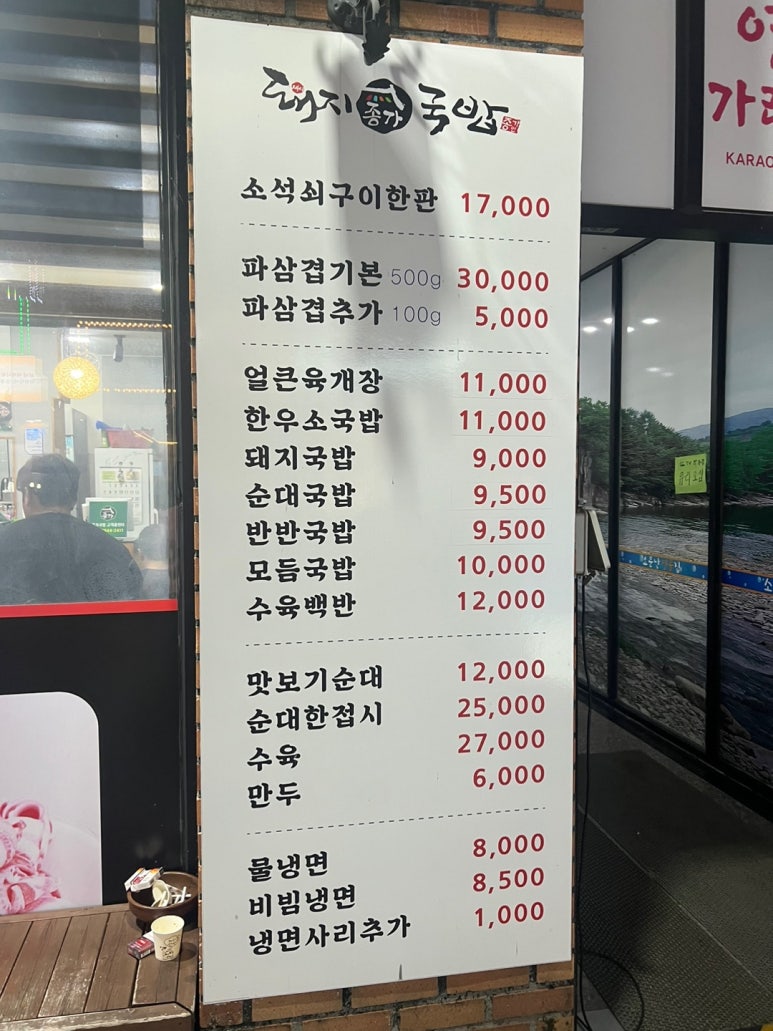 돼지 종가 국밥
소석쇠구이한판 17,000
파삼겹기본 500g 30,000
파삼겹추가 100g 5,000
얼큰육개장 11,000
한우소국밥 11,000
돼지국밥 9,000
순대국밥 9,500
반반국밥 9,500
모듬국밥 10,000
수육백반 12,000
맛보기순대 12,000
순대한접시 25,000
수육 27,000
만두 6,000
물냉면 8,000
비빔냉면 8,500
냉면사리추가 1,000
KARAO